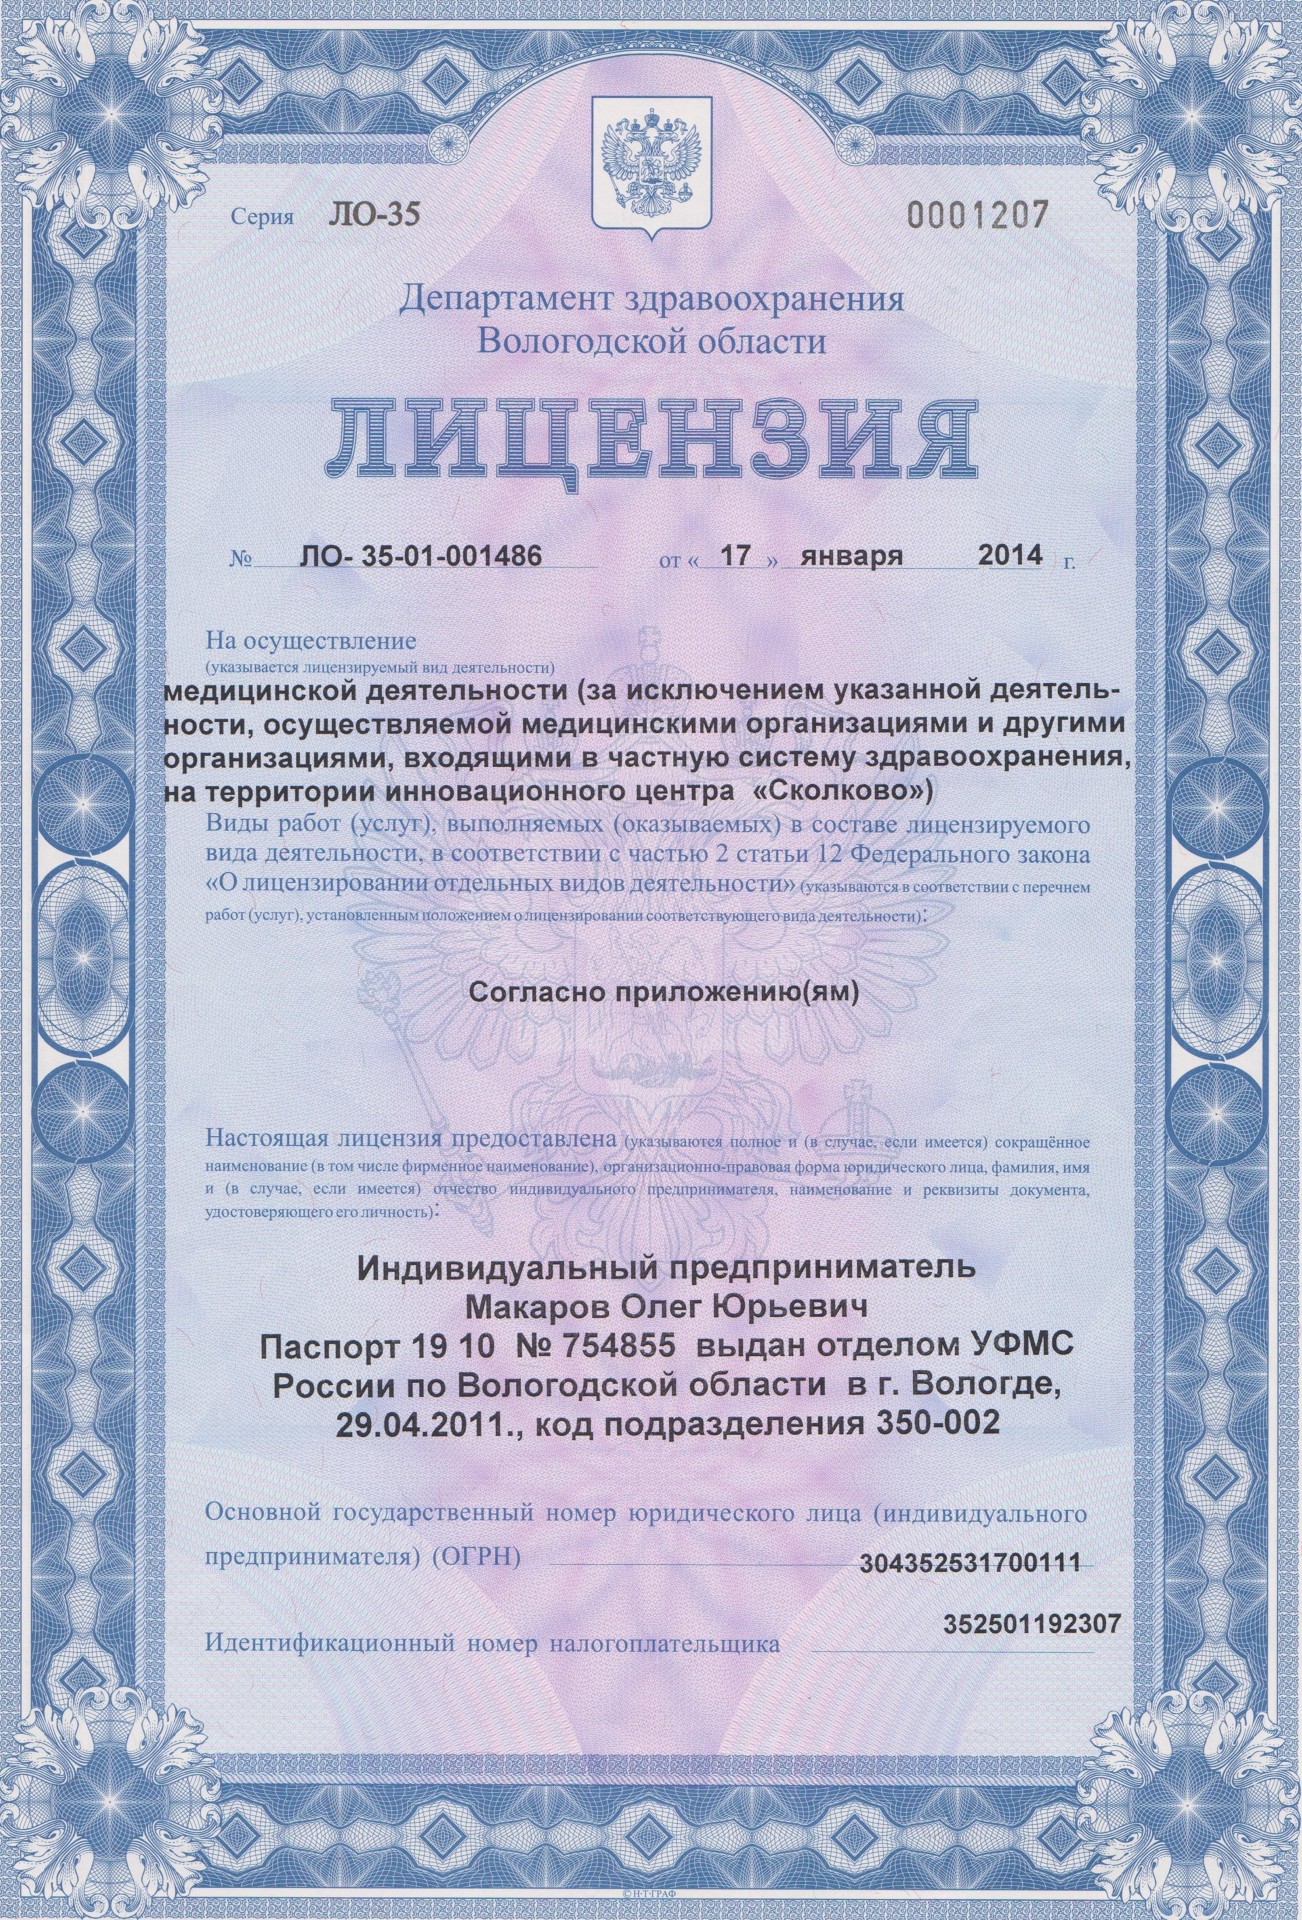 Серия ЛО-35 0001207
Департамент здравоохранения
Вологодской области
ЛИЦЕНЗИЯ
№ ЛО- 35-01-001486 от « 17 » января 2014 г.
На осуществление
(указывается лицензируемый вид деятельности)
медицинской деятельности (за исключением указанной деятель-
ности, осуществляемой медицинскими организациями и другими
организациями, входящими в частную систему здравоохранения,
на территории инновационного центра «Сколково»)
Виды работ (услуг), выполняемых (оказываемых) в составе лицензируемого
вида деятельности, в соответствии с частью 2 статьи 12 Федерального закона
«О лицензировании отдельных видов деятельности» (указываются в соответствии с перечнем
работ (услуг), установленным положением о лицензировании соответствующего вида деятельности):
Согласно приложению(ям)
Настоящая лицензия предоставлена (указываются полное и (в случае, если имеется) сокращённое
наименование (в том числе фирменное наименование), организационно-правовая форма юридического лица, фамилия, имя
и (в случае, если имеется) отчество индивидуального предпринимателя, наименование и реквизиты документа,
удостоверяющего его личность):
Индивидуальный предприниматель
Макаров Олег Юрьевич
Паспорт 19 10 № 754855 выдан отделом УФМС
России по Вологодской области в г. Вологде,
29.04.2011., код подразделения 350-002
Основной государственный номер юридического лица (индивидуального
предпринимателя) (ОГРН) 304352531700111
Идентификационный номер налогоплательщика 352501192307
© Н-Т-ГРАФ